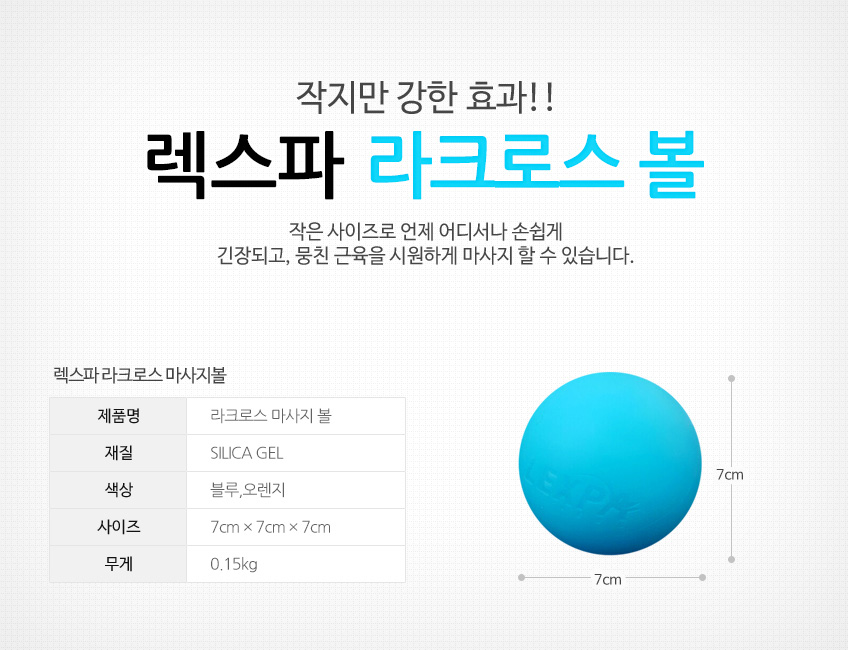 작지만 강한 효과!!
렉스파 라크로스 볼
작은 사이즈로 언제 어디서나 손쉽게
긴장되고, 뭉친 근육을 시원하게 마사지 할 수 있습니다.
렉스파 라크로스 마사지볼
제품명 라크로스 마사지 볼
재질 SILICA GEL
색상 블루,오렌지
사이즈 7cm × 7cm × 7cm
무게 0.15kg
LEXPA
7cm
7cm